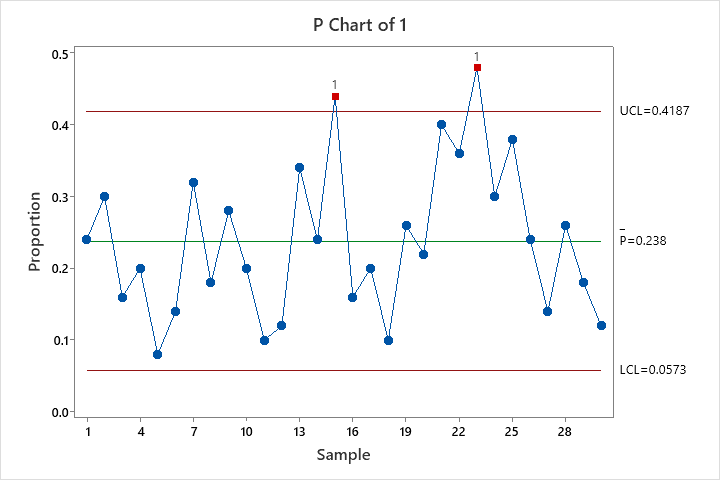 P Chart of 1
0.5
0.4
0.3
0.2
0.1
0.0
Proportion
1
1
UCL=0.4187
_
P=0.238
LCL=0.0573
1 4 7 10 13 16 19 22 25 28
Sample